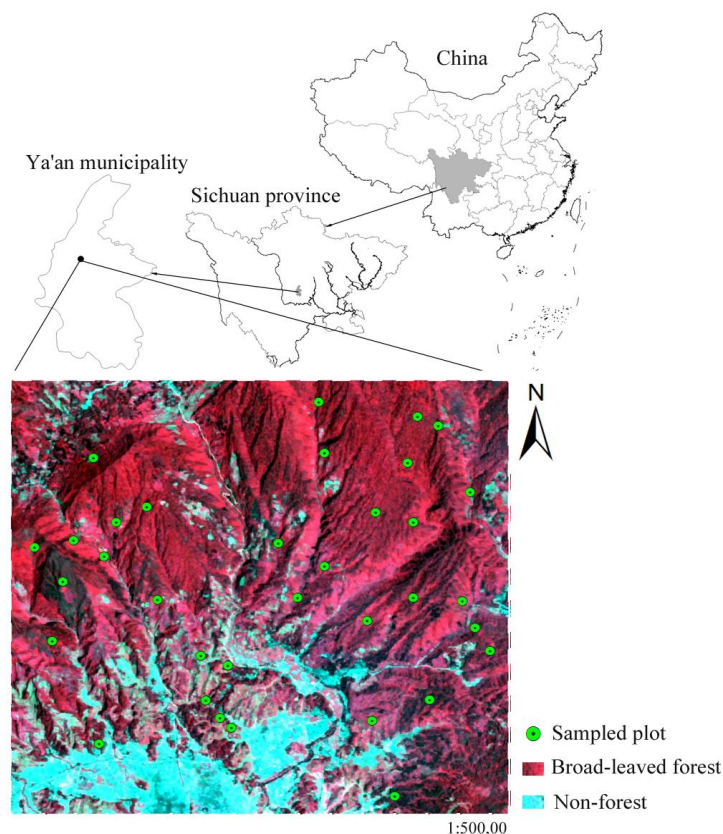 China
Ya'an municipality
Sichuan province
N
Sampled plot
Broad-leaved forest
Non-forest
1:500.00